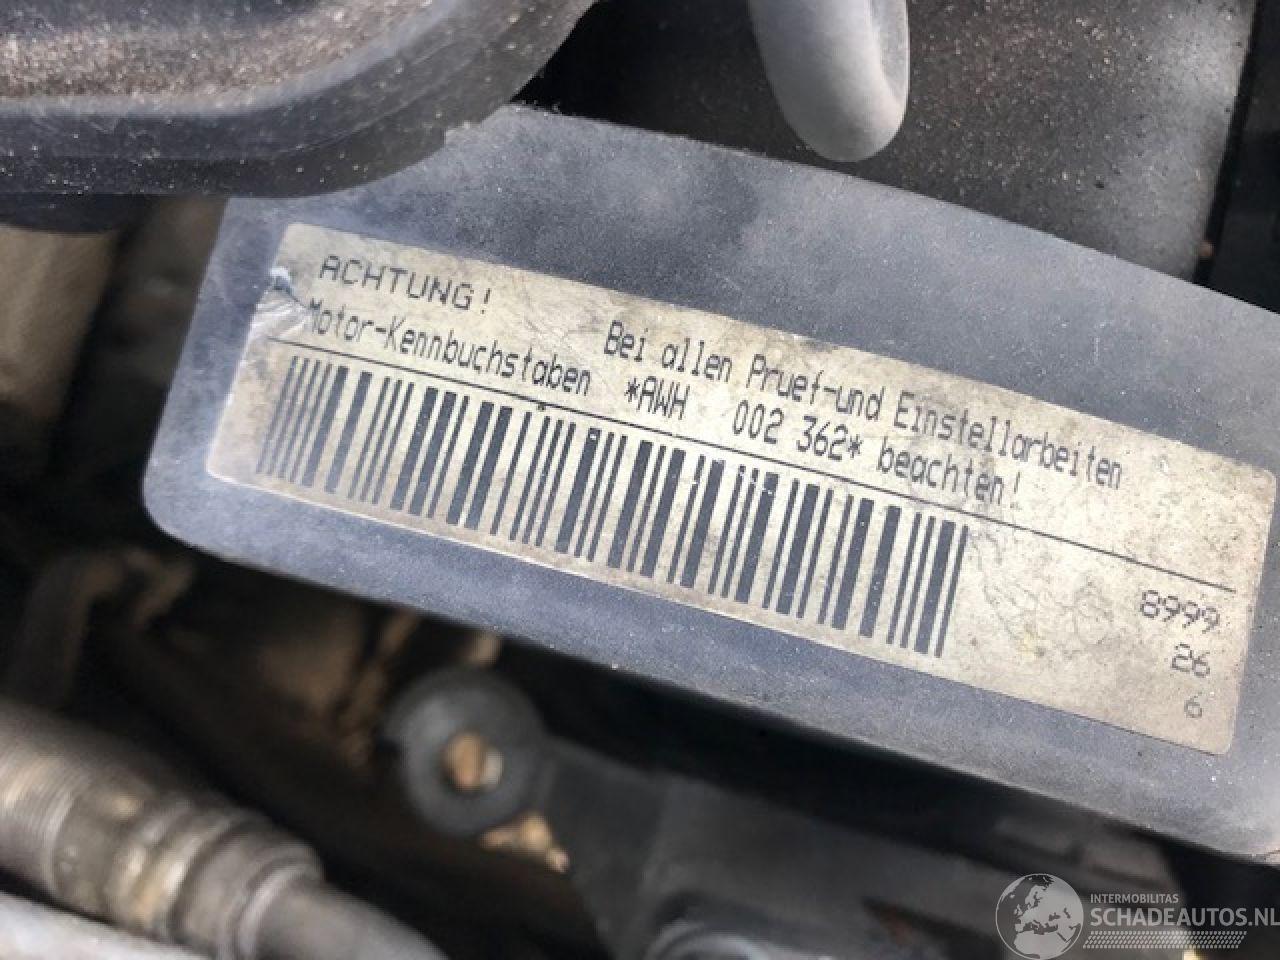 ACHTUNG!
Bei allen Pruef-und Einstellarbeiten
Motor-Kennbuchstaben *AWH 002 362* beachten!
8999
26
6
INTERMOBILITAS
SCHADEAUTOS.NL